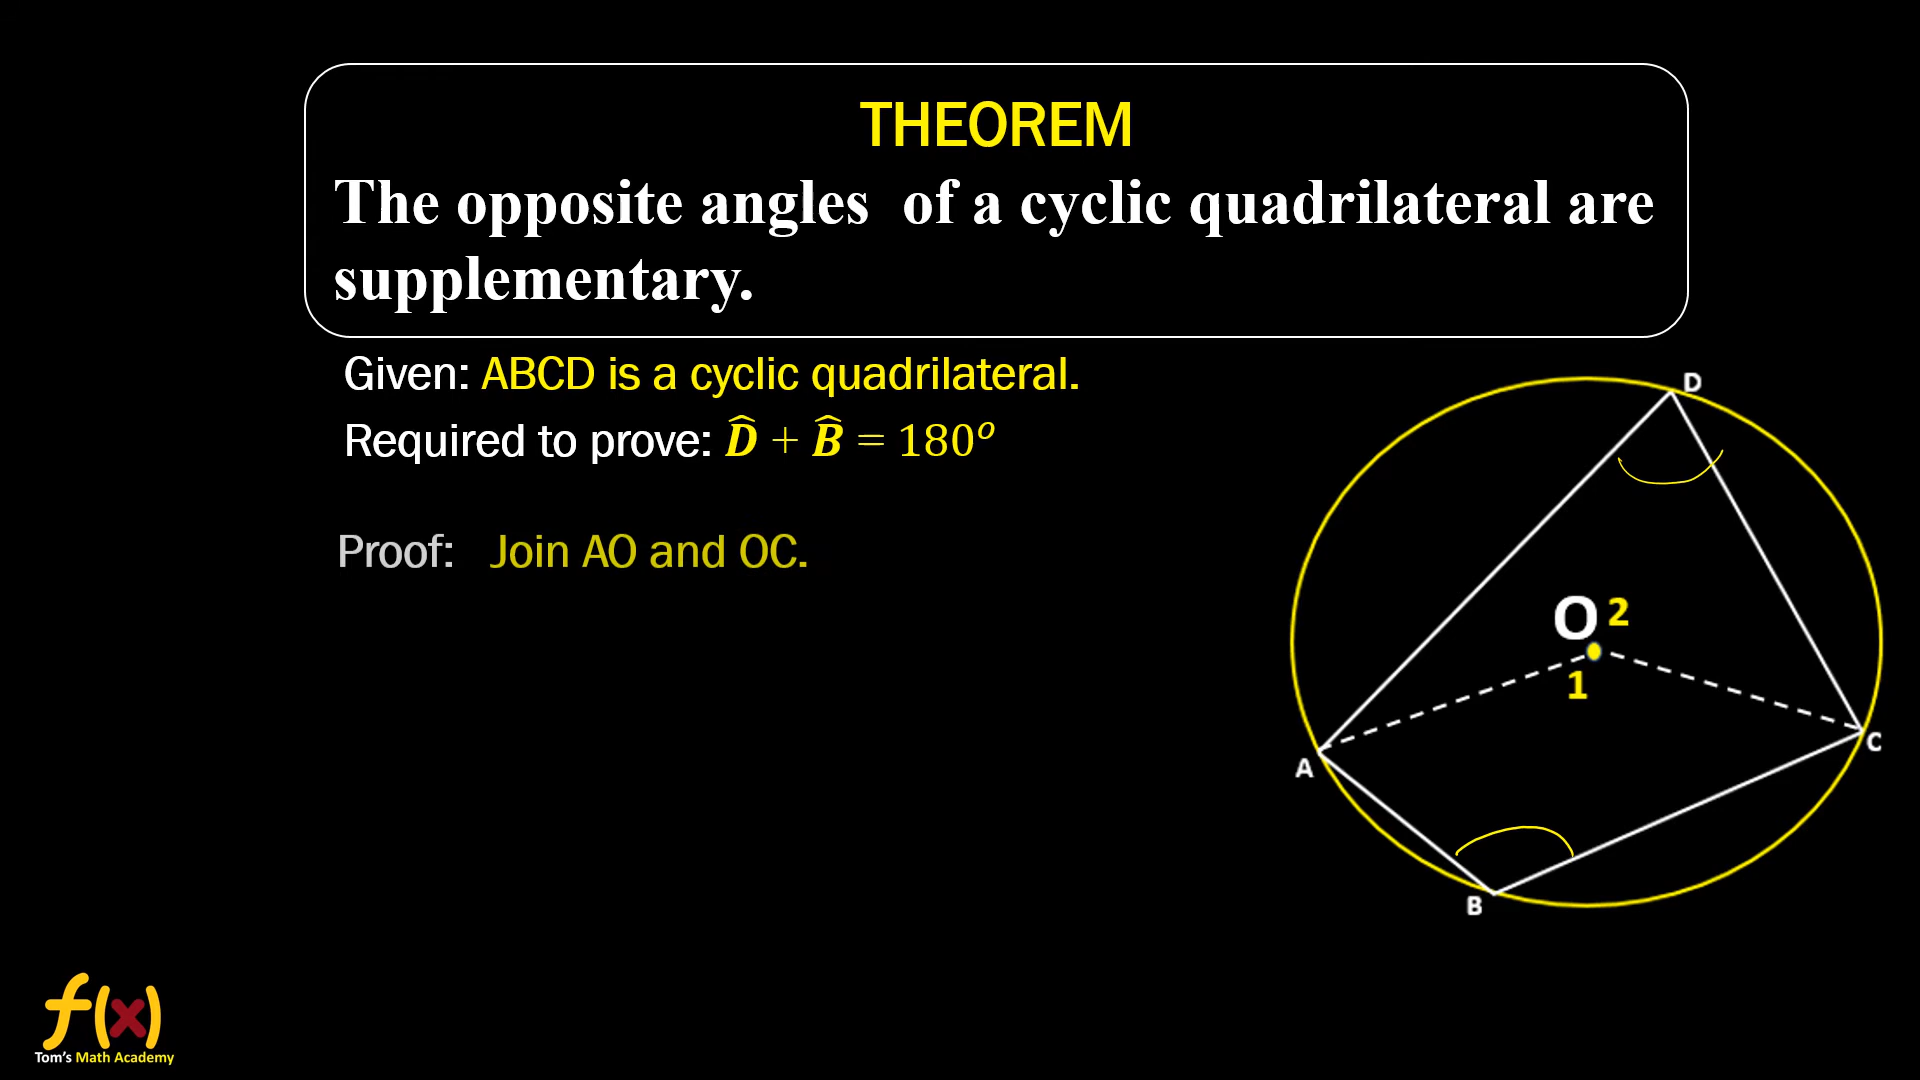 THEOREM
The opposite angles of a cyclic quadrilateral are
supplementary.
Given: ABCD is a cyclic quadrilateral.
Required to prove: D̂ + B̂ = 180°
Proof: Join AO and OC.
D
O 2
1
A
C
B
f(x)
Tom's Math Academy